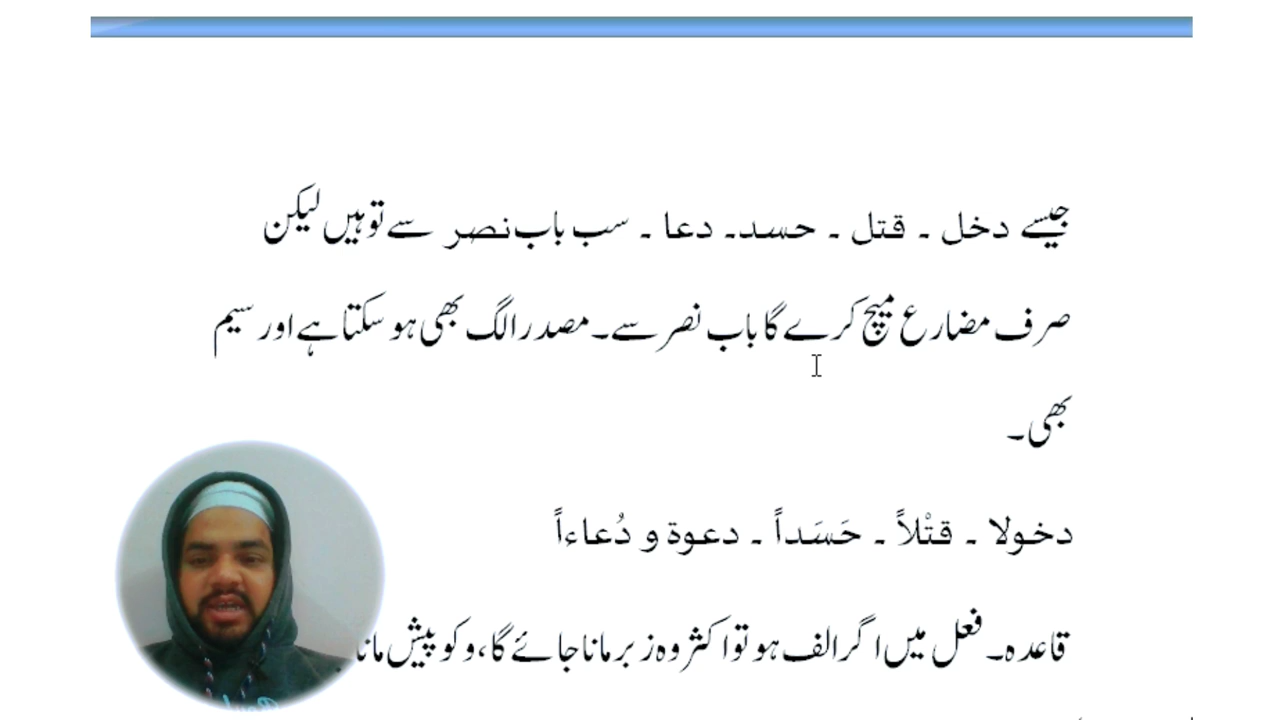 جیسے دخل ۔ قتل ۔ حسد۔ دعا ۔ سب باب نصر سے تو ہیں لیکن
صرف مضارع میچ کرے گا باب نصر سے۔ مصدر الگ بھی ہو سکتا ہے اور سیم
بھی۔
دخولا ۔ قتْلاً ۔ حَسَداً ۔ دعوة و دُعاءاً
قاعدہ۔ فعل میں اگر الف ہو تو اکثر وہ زبر مانا جائے گا، و کو پیش مانا